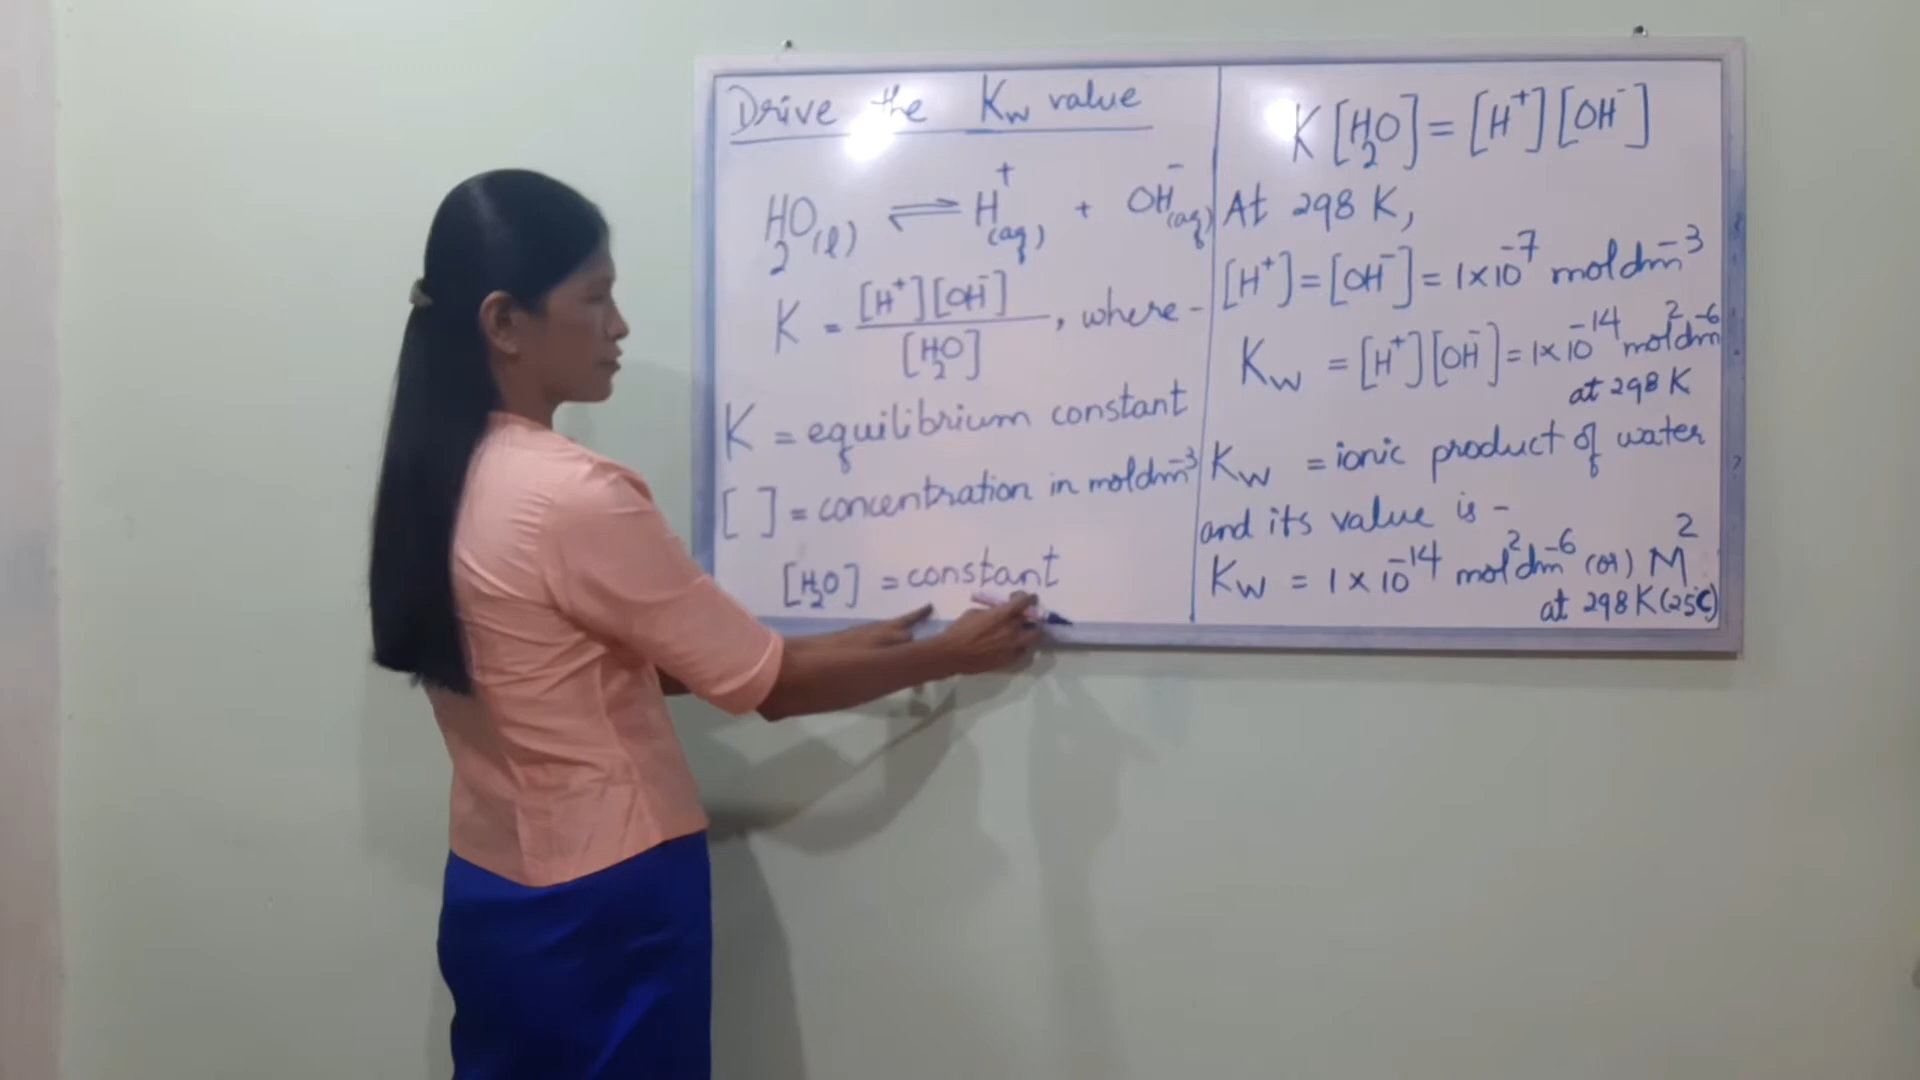 Drive the Kw value
H₂O(l) ⇌ H⁺(aq) + OH⁻(aq)
K = [H⁺][OH⁻] / [H₂O], where -
K = equilibrium constant
[ ] = concentration in moldm⁻³
[H₂O] = constant
K[H₂O] = [H⁺][OH⁻]
At 298 K,
[H⁺] = [OH⁻] = 1×10⁻⁷ moldm⁻³
Kw = [H⁺][OH⁻] = 1×10⁻¹⁴ mol²dm⁻⁶
at 298 K
Kw = ionic product of water
and its value is -
Kw = 1 × 10⁻¹⁴ mol²dm⁻⁶ (or) M²
at 298 K (25°C)